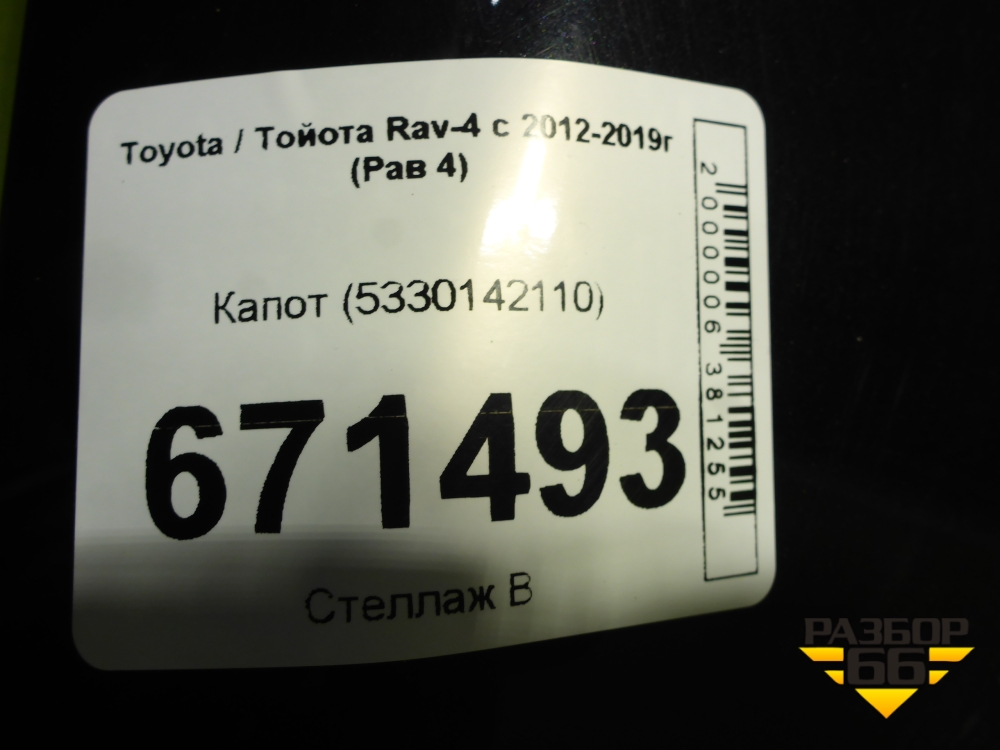 Toyota / Тойота Rav-4 с 2012-2019г
(Рав 4)
Капот (5330142110)
671493
Стеллаж В
2000006381255
РАЗБОР
66